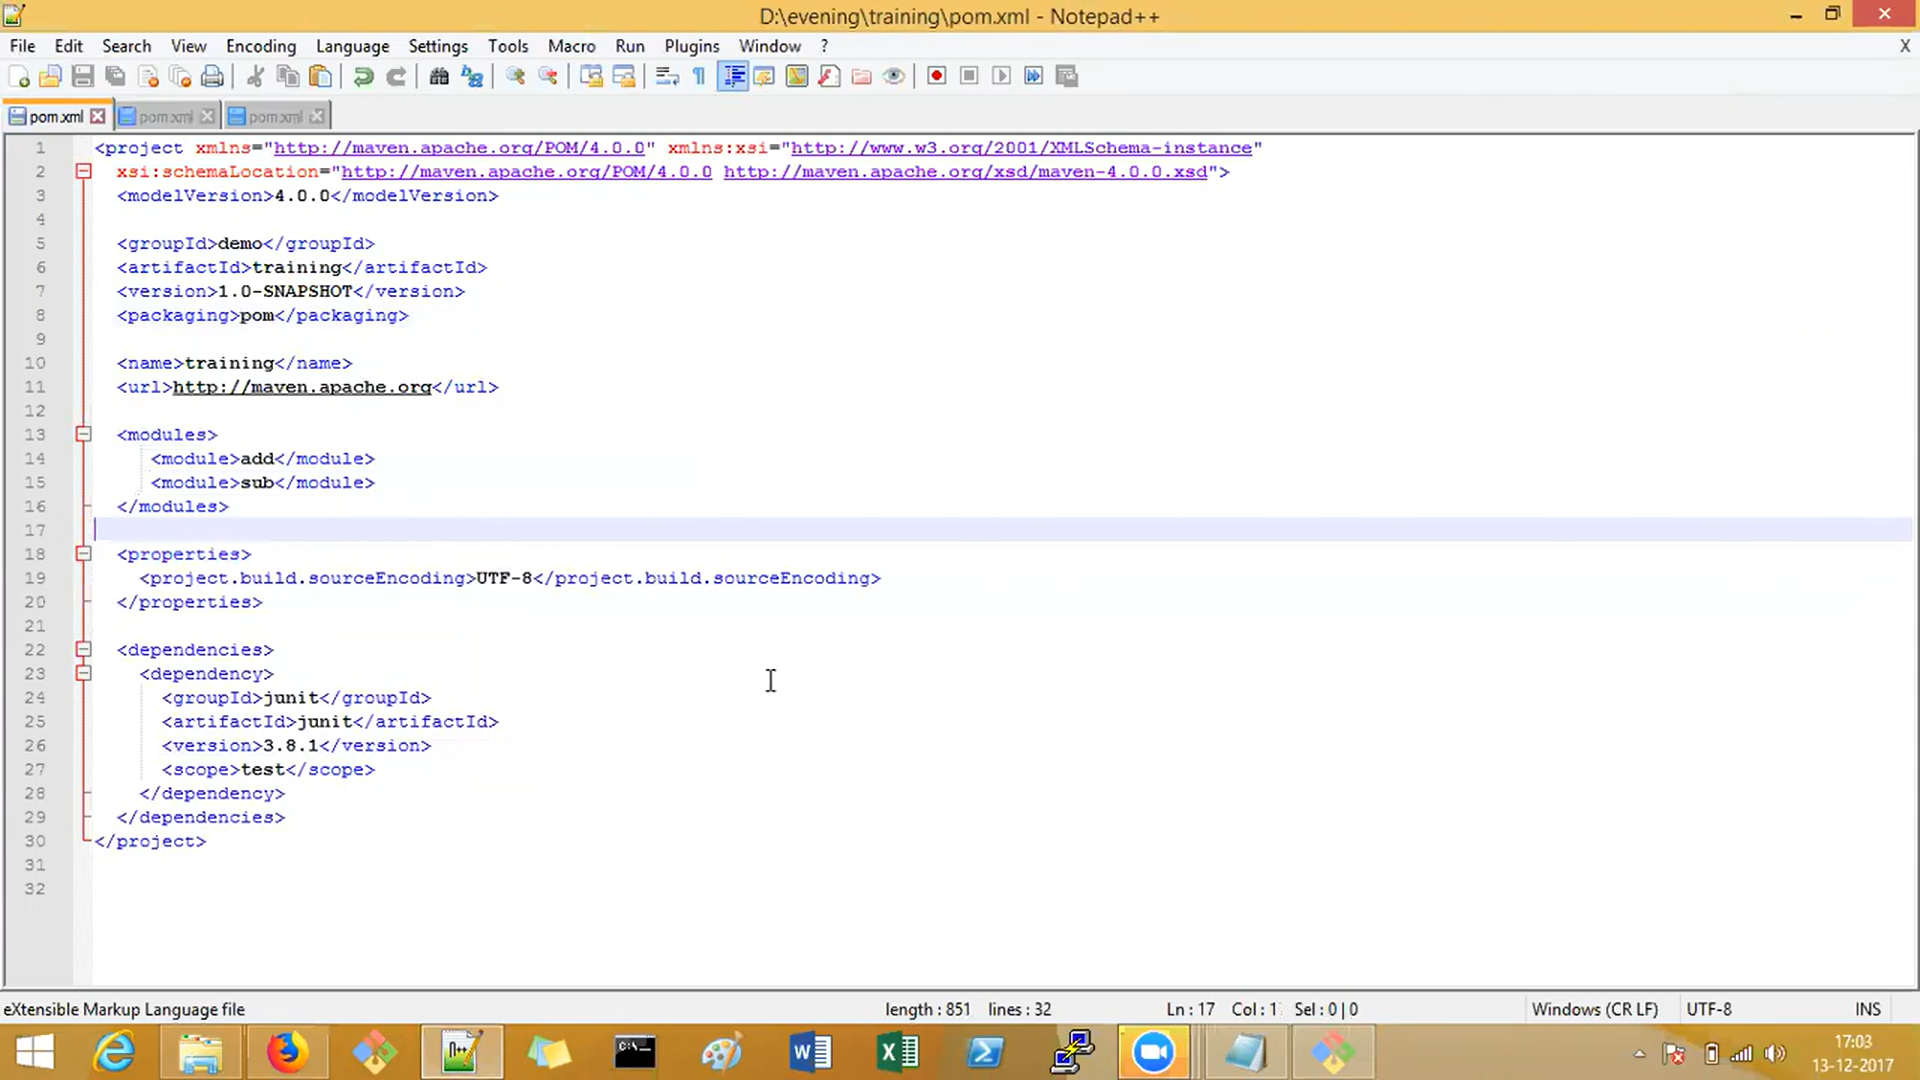 D:\evening\training\pom.xml - Notepad++
File Edit Search View Encoding Language Settings Tools Macro Run Plugins Window ? X
pom.xml pom.xml pom.xml
1 <project xmlns="http://maven.apache.org/POM/4.0.0" xmlns:xsi="http://www.w3.org/2001/XMLSchema-instance"
2 xsi:schemaLocation="http://maven.apache.org/POM/4.0.0 http://maven.apache.org/xsd/maven-4.0.0.xsd">
3 <modelVersion>4.0.0</modelVersion>
4
5 <groupId>demo</groupId>
6 <artifactId>training</artifactId>
7 <version>1.0-SNAPSHOT</version>
8 <packaging>pom</packaging>
9
10 <name>training</name>
11 <url>http://maven.apache.org</url>
12
13 <modules>
14 <module>add</module>
15 <module>sub</module>
16 </modules>
17
18 <properties>
19 <project.build.sourceEncoding>UTF-8</project.build.sourceEncoding>
20 </properties>
21
22 <dependencies>
23 <dependency>
24 <groupId>junit</groupId>
25 <artifactId>junit</artifactId>
26 <version>3.8.1</version>
27 <scope>test</scope>
28 </dependency>
29 </dependencies>
30 </project>
31
32
eXtensible Markup Language file length : 851 lines : 32 Ln : 17 Col : 1 Sel : 0 | 0 Windows (CR LF) UTF-8 INS
17:03
13-12-2017